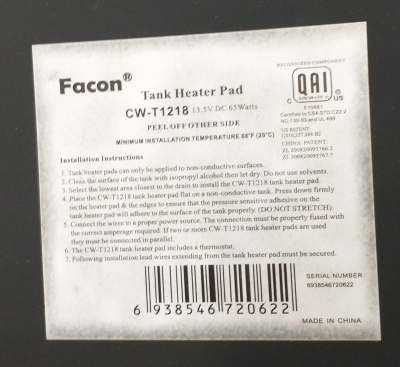 Facon®
Tank Heater Pad
CW-T1218 13.5V DC 65Watts
PEEL OFF OTHER SIDE
MINIMUM INSTALLATION TEMPERATURE 68°F (20°C)
RECOGNIZED COMPONENT
QAI
C US
Certified to CSA STD C22.2
US PATENT
CHINA PATENT
Installation Instructions
1. Tank heater pads can only be applied to non-conductive surfaces.
2. Clean the surface of the tank with isopropyl alcohol then let dry. Do not use solvents.
3. Select the lowest area closest to the drain to install the CW-T1218 tank heater pad.
4. Place the CW-T1218 tank heater pad flat on a non-conductive tank. Press down firmly
on the heater pad & the edges to ensure that the pressure sensitive adhesive on the
tank heater pad will adhere to the surface of the tank properly. (DO NOT STRETCH).
5. Connect the wires to a proper power source. The connection must be properly fused with
the correct amperage required. If two or more CW-T1218 tank heater pads are used
they must be connected in parallel.
6. The CW-T1218 tank heater pad includes a thermostat.
7. Following installation lead wires extending from the tank heater pad must be secured.
6 938546 720622
SERIAL NUMBER
6938546720622
MADE IN CHINA